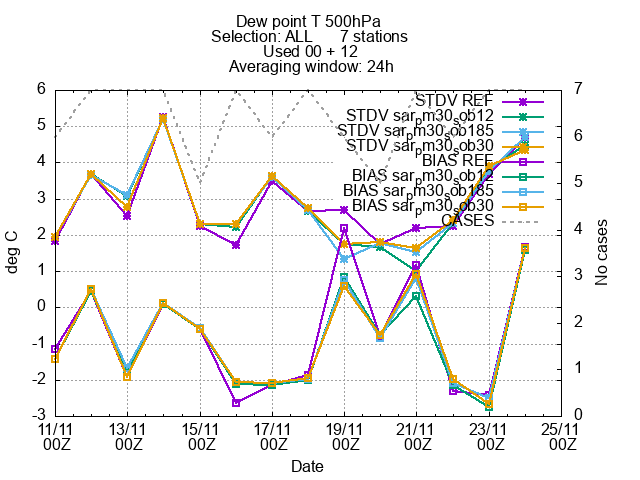 Dew point T 500hPa
Selection: ALL      7 stations
Used 00 + 12
Averaging window: 24h
STDV REF
STDV sar_pm30_sob12
STDV sar_pm30_sob185
STDV sar_pm30_sob30
BIAS REF
BIAS sar_pm30_sob12
BIAS sar_pm30_sob185
BIAS sar_pm30_sob30
CASES
6
5
4
3
2
1
0
-1
-2
-3
deg C
7
6
5
4
3
2
1
0
No cases
11/11 13/11 15/11 17/11 19/11 21/11 23/11 25/11
00Z 00Z 00Z 00Z 00Z 00Z 00Z 00Z
Date